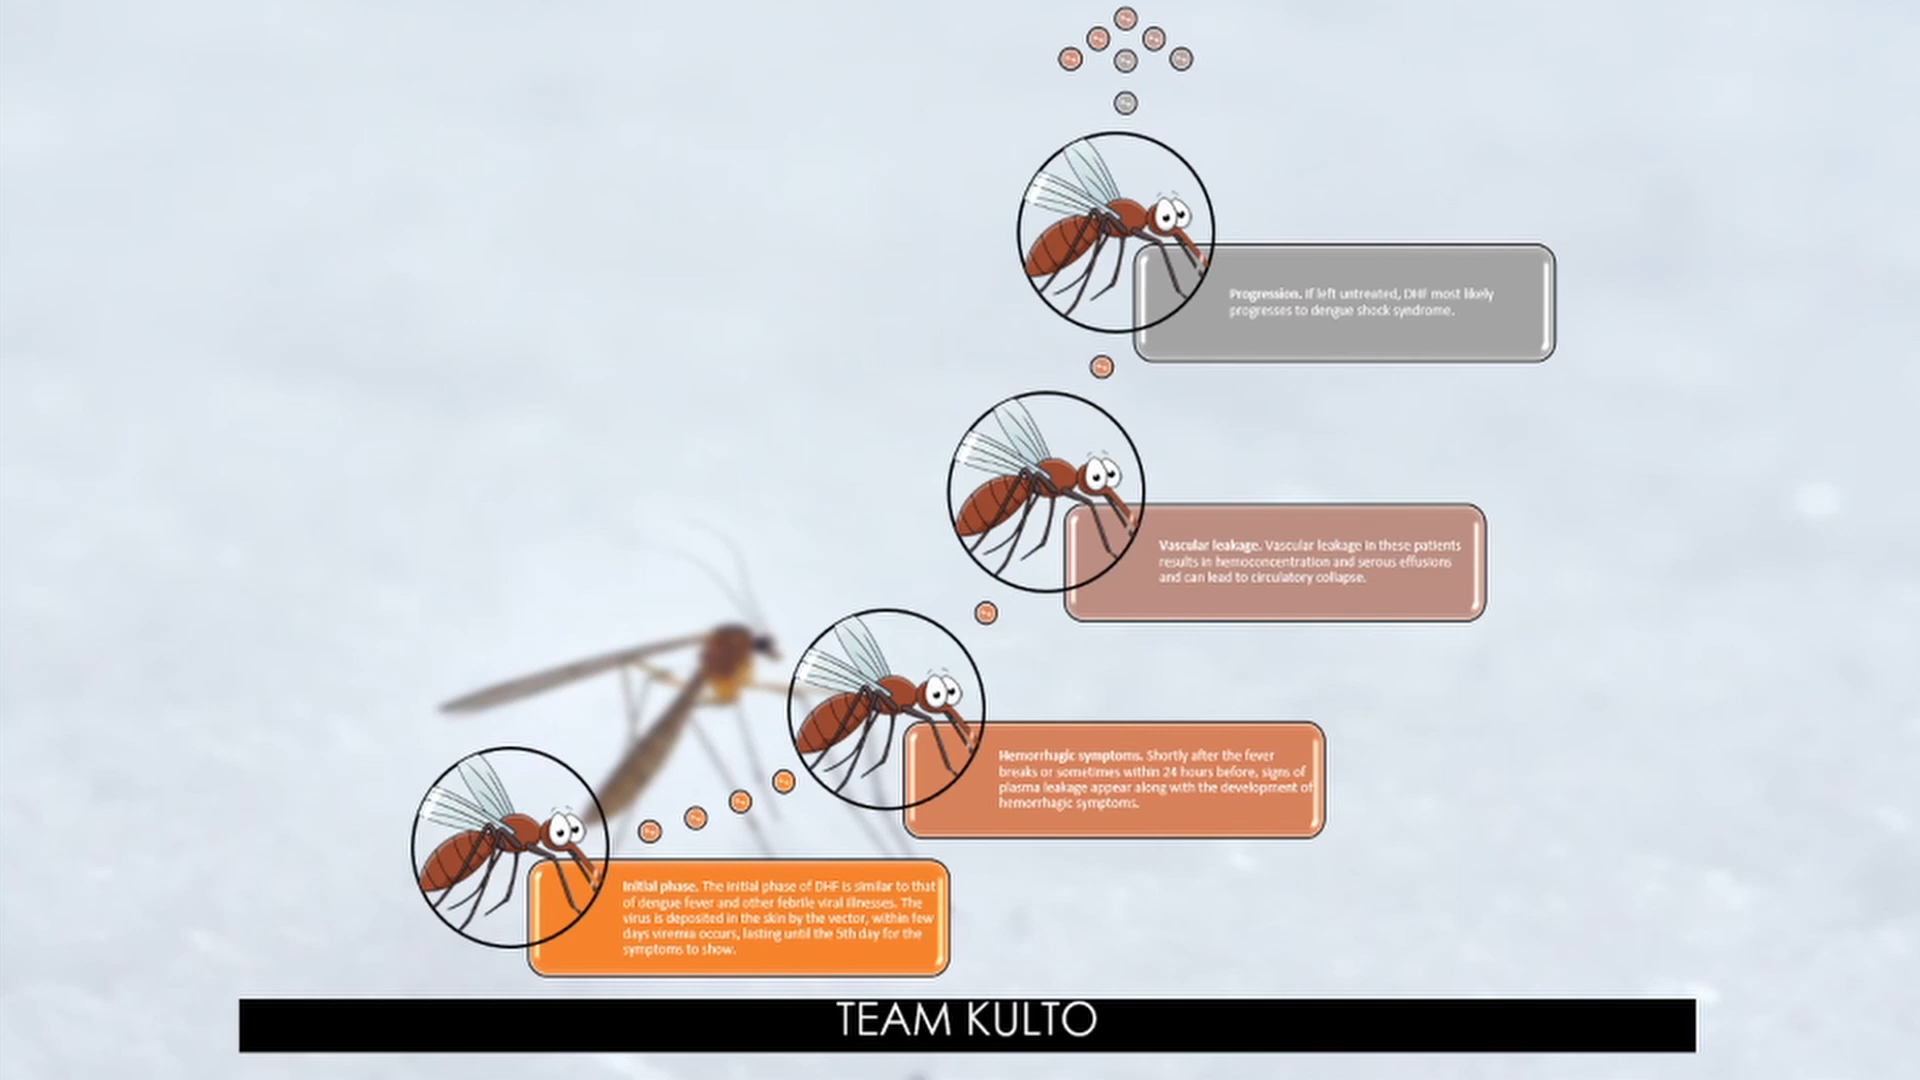 Progression. If left untreated, DHF most likely
progresses to dengue shock syndrome.
Vascular leakage. Vascular leakage in these patients
results in hemoconcentration and serous effusions
and can lead to circulatory collapse.
Hemorrhagic symptoms. Shortly after the fever
breaks or sometimes within 24 hours before, signs of
plasma leakage appear along with the development of
hemorrhagic symptoms.
Initial phase. The initial phase of DHF is similar to that
of dengue fever and other febrile viral illnesses. The
virus is deposited in the skin by the vector, within few
days viremia occurs, lasting until the 5th day for the
symptoms to show.
TEAM KULTO